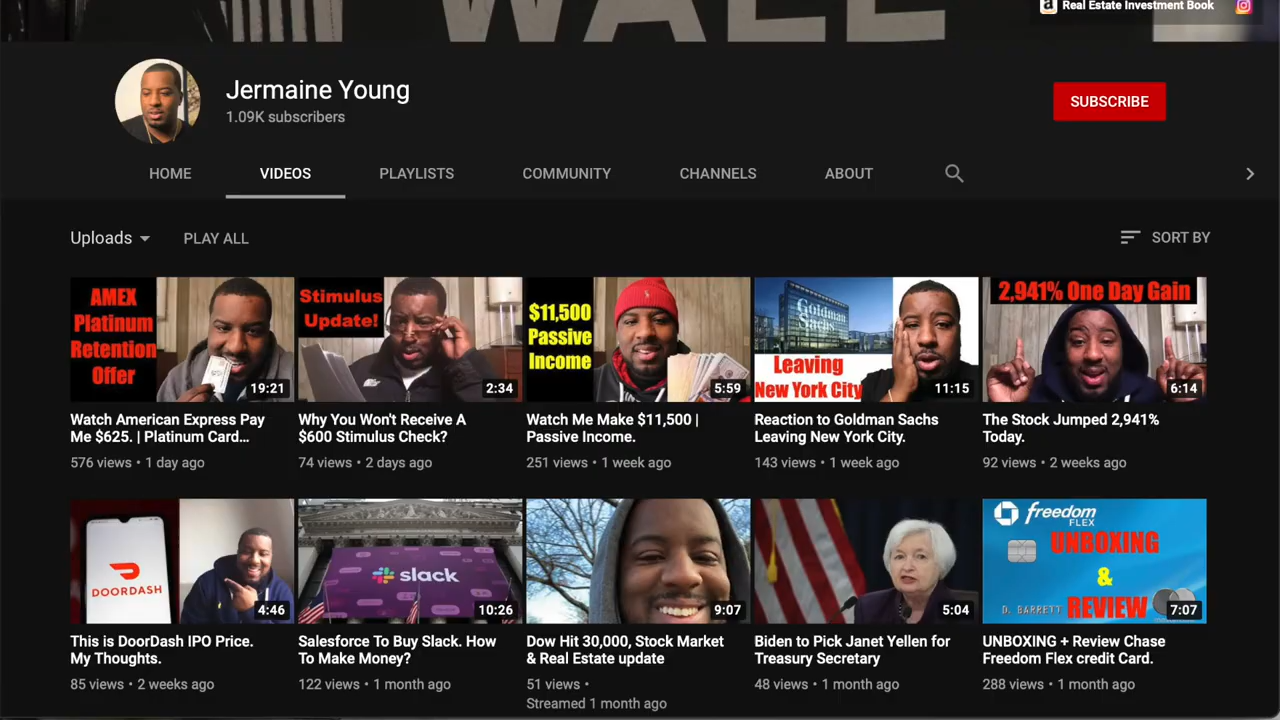 WALL
Real Estate Investment Book
Jermaine Young
1.09K subscribers
SUBSCRIBE
HOME
VIDEOS
PLAYLISTS
COMMUNITY
CHANNELS
ABOUT
Uploads
PLAY ALL
SORT BY
AMEX
Platinum
Retention
Offer
19:21
Stimulus
Update!
2:34
$11,500
Passive
Income
5:59
Goldman
Sachs
Leaving
New York City
11:15
2,941% One Day Gain
6:14
Watch American Express Pay
Me $625. | Platinum Card...
576 views • 1 day ago
Why You Won't Receive A
$600 Stimulus Check?
74 views • 2 days ago
Watch Me Make $11,500 |
Passive Income.
251 views • 1 week ago
Reaction to Goldman Sachs
Leaving New York City.
143 views • 1 week ago
The Stock Jumped 2,941%
Today.
92 views • 2 weeks ago
DOORDASH
4:46
slack
10:26
9:07
5:04
freedom
FLEX
UNBOXING
&
D. BARRETT
REVIEW
7:07
This is DoorDash IPO Price.
My Thoughts.
85 views • 2 weeks ago
Salesforce To Buy Slack. How
To Make Money?
122 views • 1 month ago
Dow Hit 30,000, Stock Market
& Real Estate update
51 views •
Streamed 1 month ago
Biden to Pick Janet Yellen for
Treasury Secretary
48 views • 1 month ago
UNBOXING + Review Chase
Freedom Flex credit Card.
288 views • 1 month ago